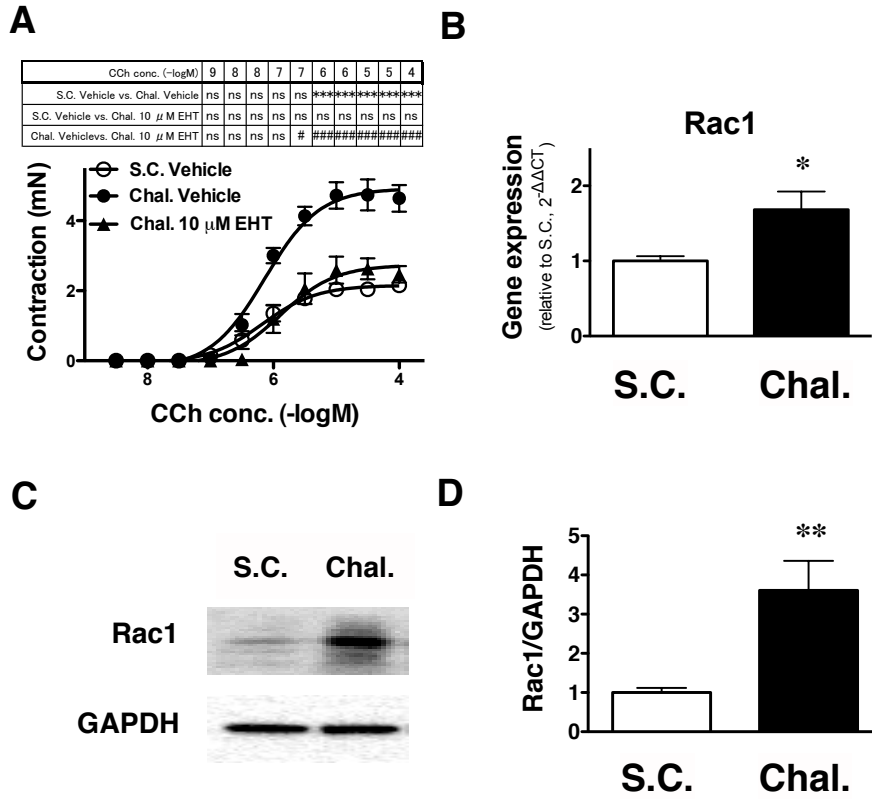 A
CCh conc. (-logM) 9 8 8 7 7 6 6 5 5 4
S.C. Vehicle vs. Chal. Vehicle ns ns ns ns ns *** *** *** *** ***
S.C. Vehicle vs. Chal. 10 μM EHT ns ns ns ns ns ns ns ns ns ns
Chal. Vehiclevs. Chal. 10 μM EHT ns ns ns ns # ### ### ### ### ###
S.C. Vehicle
Chal. Vehicle
Chal. 10 μM EHT
Contraction (mN)
4
2
0
8 6 4
CCh conc. (-logM)
B
Rac1
Gene expression
(relative to S.C., 2-ΔΔCT)
2
1
0
*
S.C. Chal.
C
S.C. Chal.
Rac1
GAPDH
D
Rac1/GAPDH
5
4
3
2
1
0
**
S.C. Chal.